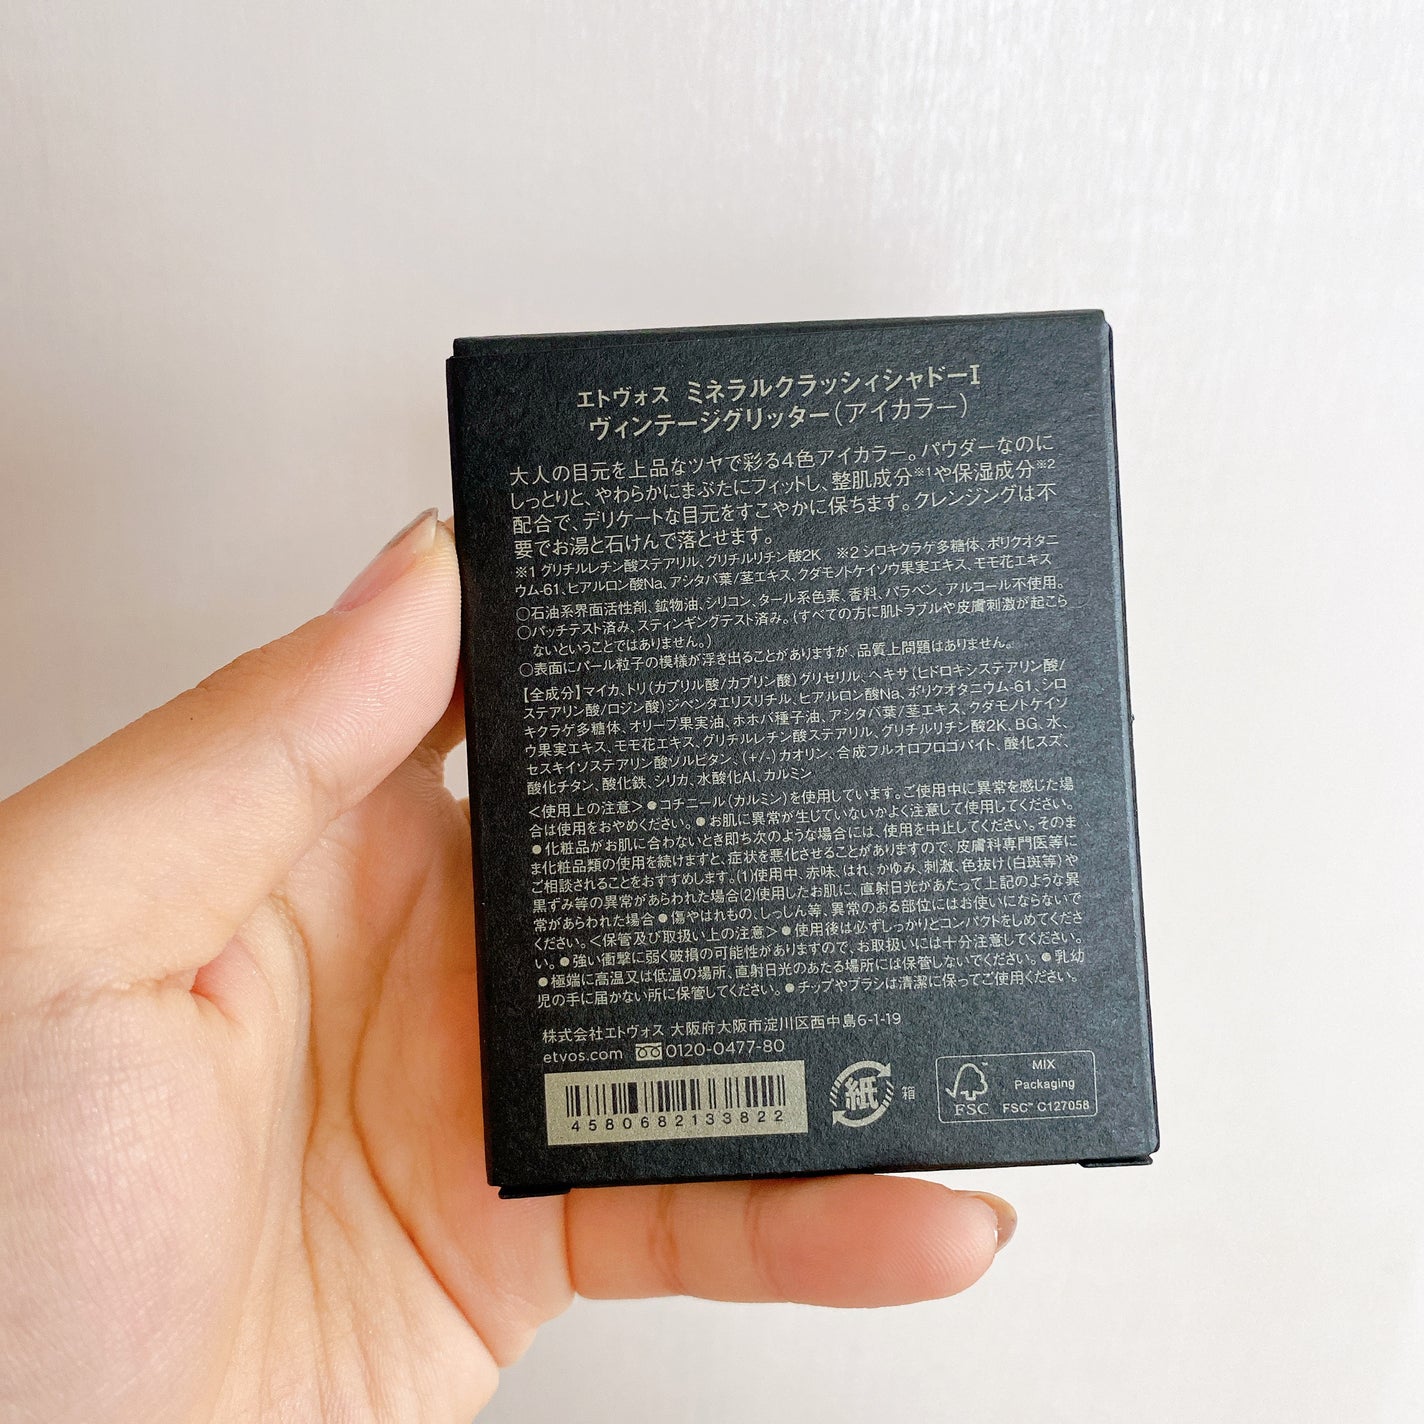 エトヴォス ミネラルクラッシィシャドーI
ヴィンテージグリッター(アイカラー)
大人の目元を上品なツヤで彩る4色アイカラー。パウダーなのに
しっとりと、やわらかにまぶたにフィットし、整肌成分※1や保湿成分※2
配合で、デリケートな目元をすこやかに保ちます。クレンジングは不
要でお湯と石けんで落とせます。
※1 グリチルレチン酸ステアリル、グリチルリチン酸2K ※2 シロキクラゲ多糖体、ポリクオタニ
ウム-61、ヒアルロン酸Na、アシタバ葉/茎エキス、クダモノトケイソウ果実エキス、モモ花エキス
○石油系界面活性剤、鉱物油、シリコン、タール系色素、香料、パラベン、アルコール不使用。
○パッチテスト済み、スティンギングテスト済み。(すべての方に肌トラブルや皮膚刺激が起こら
ないということではありません。)
○表面にパール粒子の模様が浮き出ることがありますが、品質上問題はありません。
【全成分】マイカ、トリ(カプリル酸/カプリン酸)グリセリル、ヘキサ(ヒドロキシステアリン酸/
ステアリン酸/ロジン酸)ジペンタエリスリチル、ヒアルロン酸Na、ポリクオタニウム-61、シロ
キクラゲ多糖体、オリーブ果実油、ホホバ種子油、アシタバ葉/茎エキス、クダモノトケイソ
ウ果実エキス、モモ花エキス、グリチルレチン酸ステアリル、グリチルリチン酸2K、BG、水、
セスキイソステアリン酸ソルビタン、(+/-)カオリン、合成フルオロフロゴパイト、酸化スズ、
酸化チタン、酸化鉄、シリカ、水酸化Al、カルミン
<使用上の注意>●コチニール(カルミン)を使用しています。ご使用中に異常を感じた場
合は使用をおやめください。●お肌に異常が生じていないかよく注意して使用してください。
●化粧品がお肌に合わないとき即ち次のような場合には、使用を中止してください。そのま
ま化粧品類の使用を続けますと、症状を悪化させることがありますので、皮膚科専門医等に
ご相談されることをおすすめします。(1)使用中、赤味、はれ、かゆみ、刺激、色抜け(白斑等)や
黒ずみ等の異常があらわれた場合(2)使用したお肌に、直射日光があたって上記のような異
常があらわれた場合●傷やはれもの、しっしん等、異常のある部位にはお使いにならないで
ください。<保管及び取扱い上の注意>●使用後は必ずしっかりとコンパクトをしめてくださ
い。●強い衝撃に弱く破損の可能性がありますので、お取扱いには十分注意してください。
●極端に高温又は低温の場所、直射日光のあたる場所には保管しないでください。●乳幼
児の手に届かない所に保管してください。●チップやブラシは清潔に保ってご使用ください。
株式会社エトヴォス 大阪府大阪市淀川区西中島6-1-19
etvos.com 0120-0477-80
4580682133822
紙 箱
FSC
MIX
Packaging
FSC™ C127058